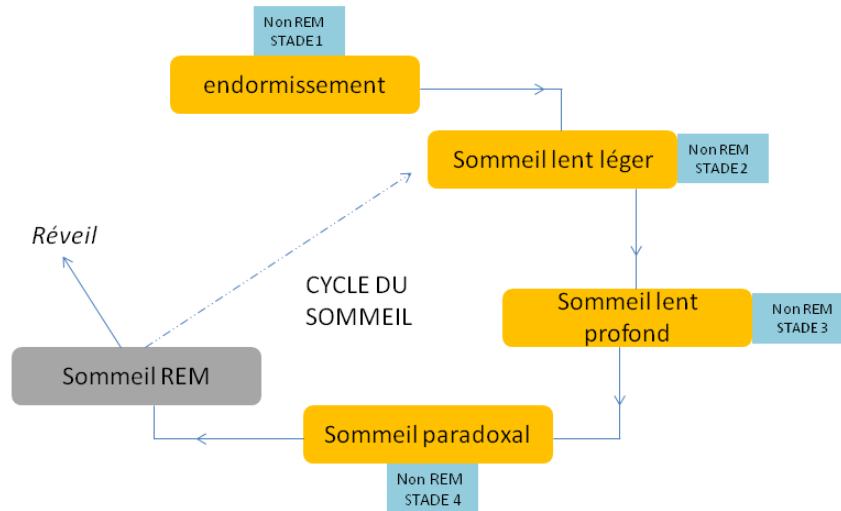 Non REM
STADE 1
endormissement
Sommeil lent léger
Non REM
STADE 2
Réveil
CYCLE DU
SOMMEIL
Sommeil lent
profond
Non REM
STADE 3
Sommeil REM
Sommeil paradoxal
Non REM
STADE 4